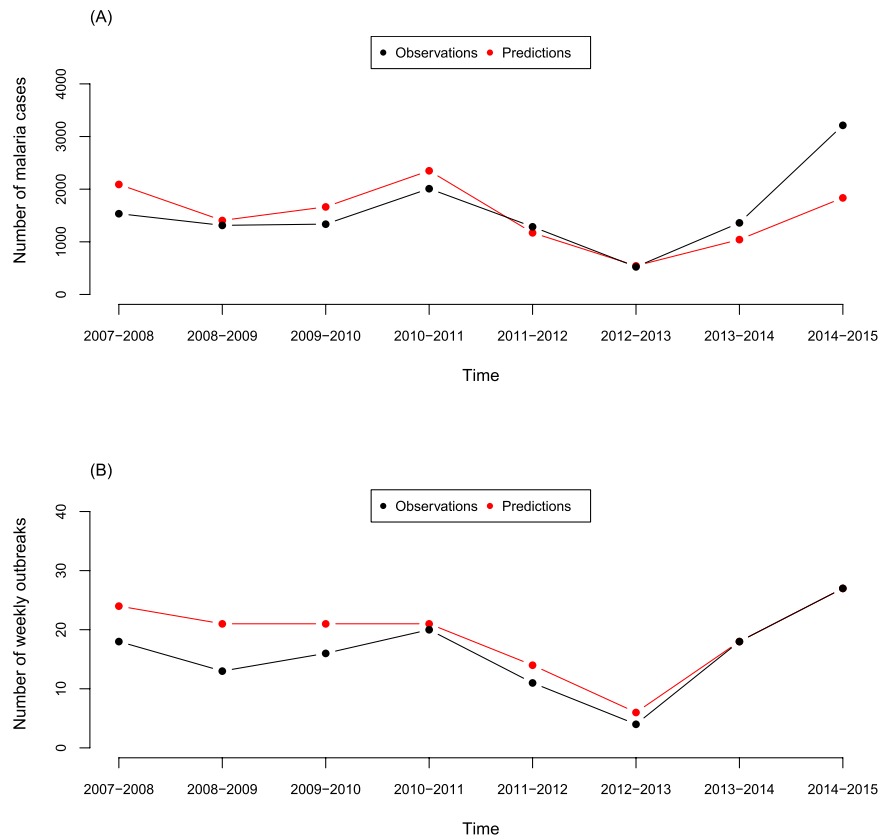 (A)
Observations Predictions
Number of malaria cases
4000
3000
2000
1000
0
2007−2008 2008−2009 2009−2010 2010−2011 2011−2012 2012−2013 2013−2014 2014−2015
Time
(B)
Observations Predictions
Number of weekly outbreaks
40
30
20
10
0
2007−2008 2008−2009 2009−2010 2010−2011 2011−2012 2012−2013 2013−2014 2014−2015
Time